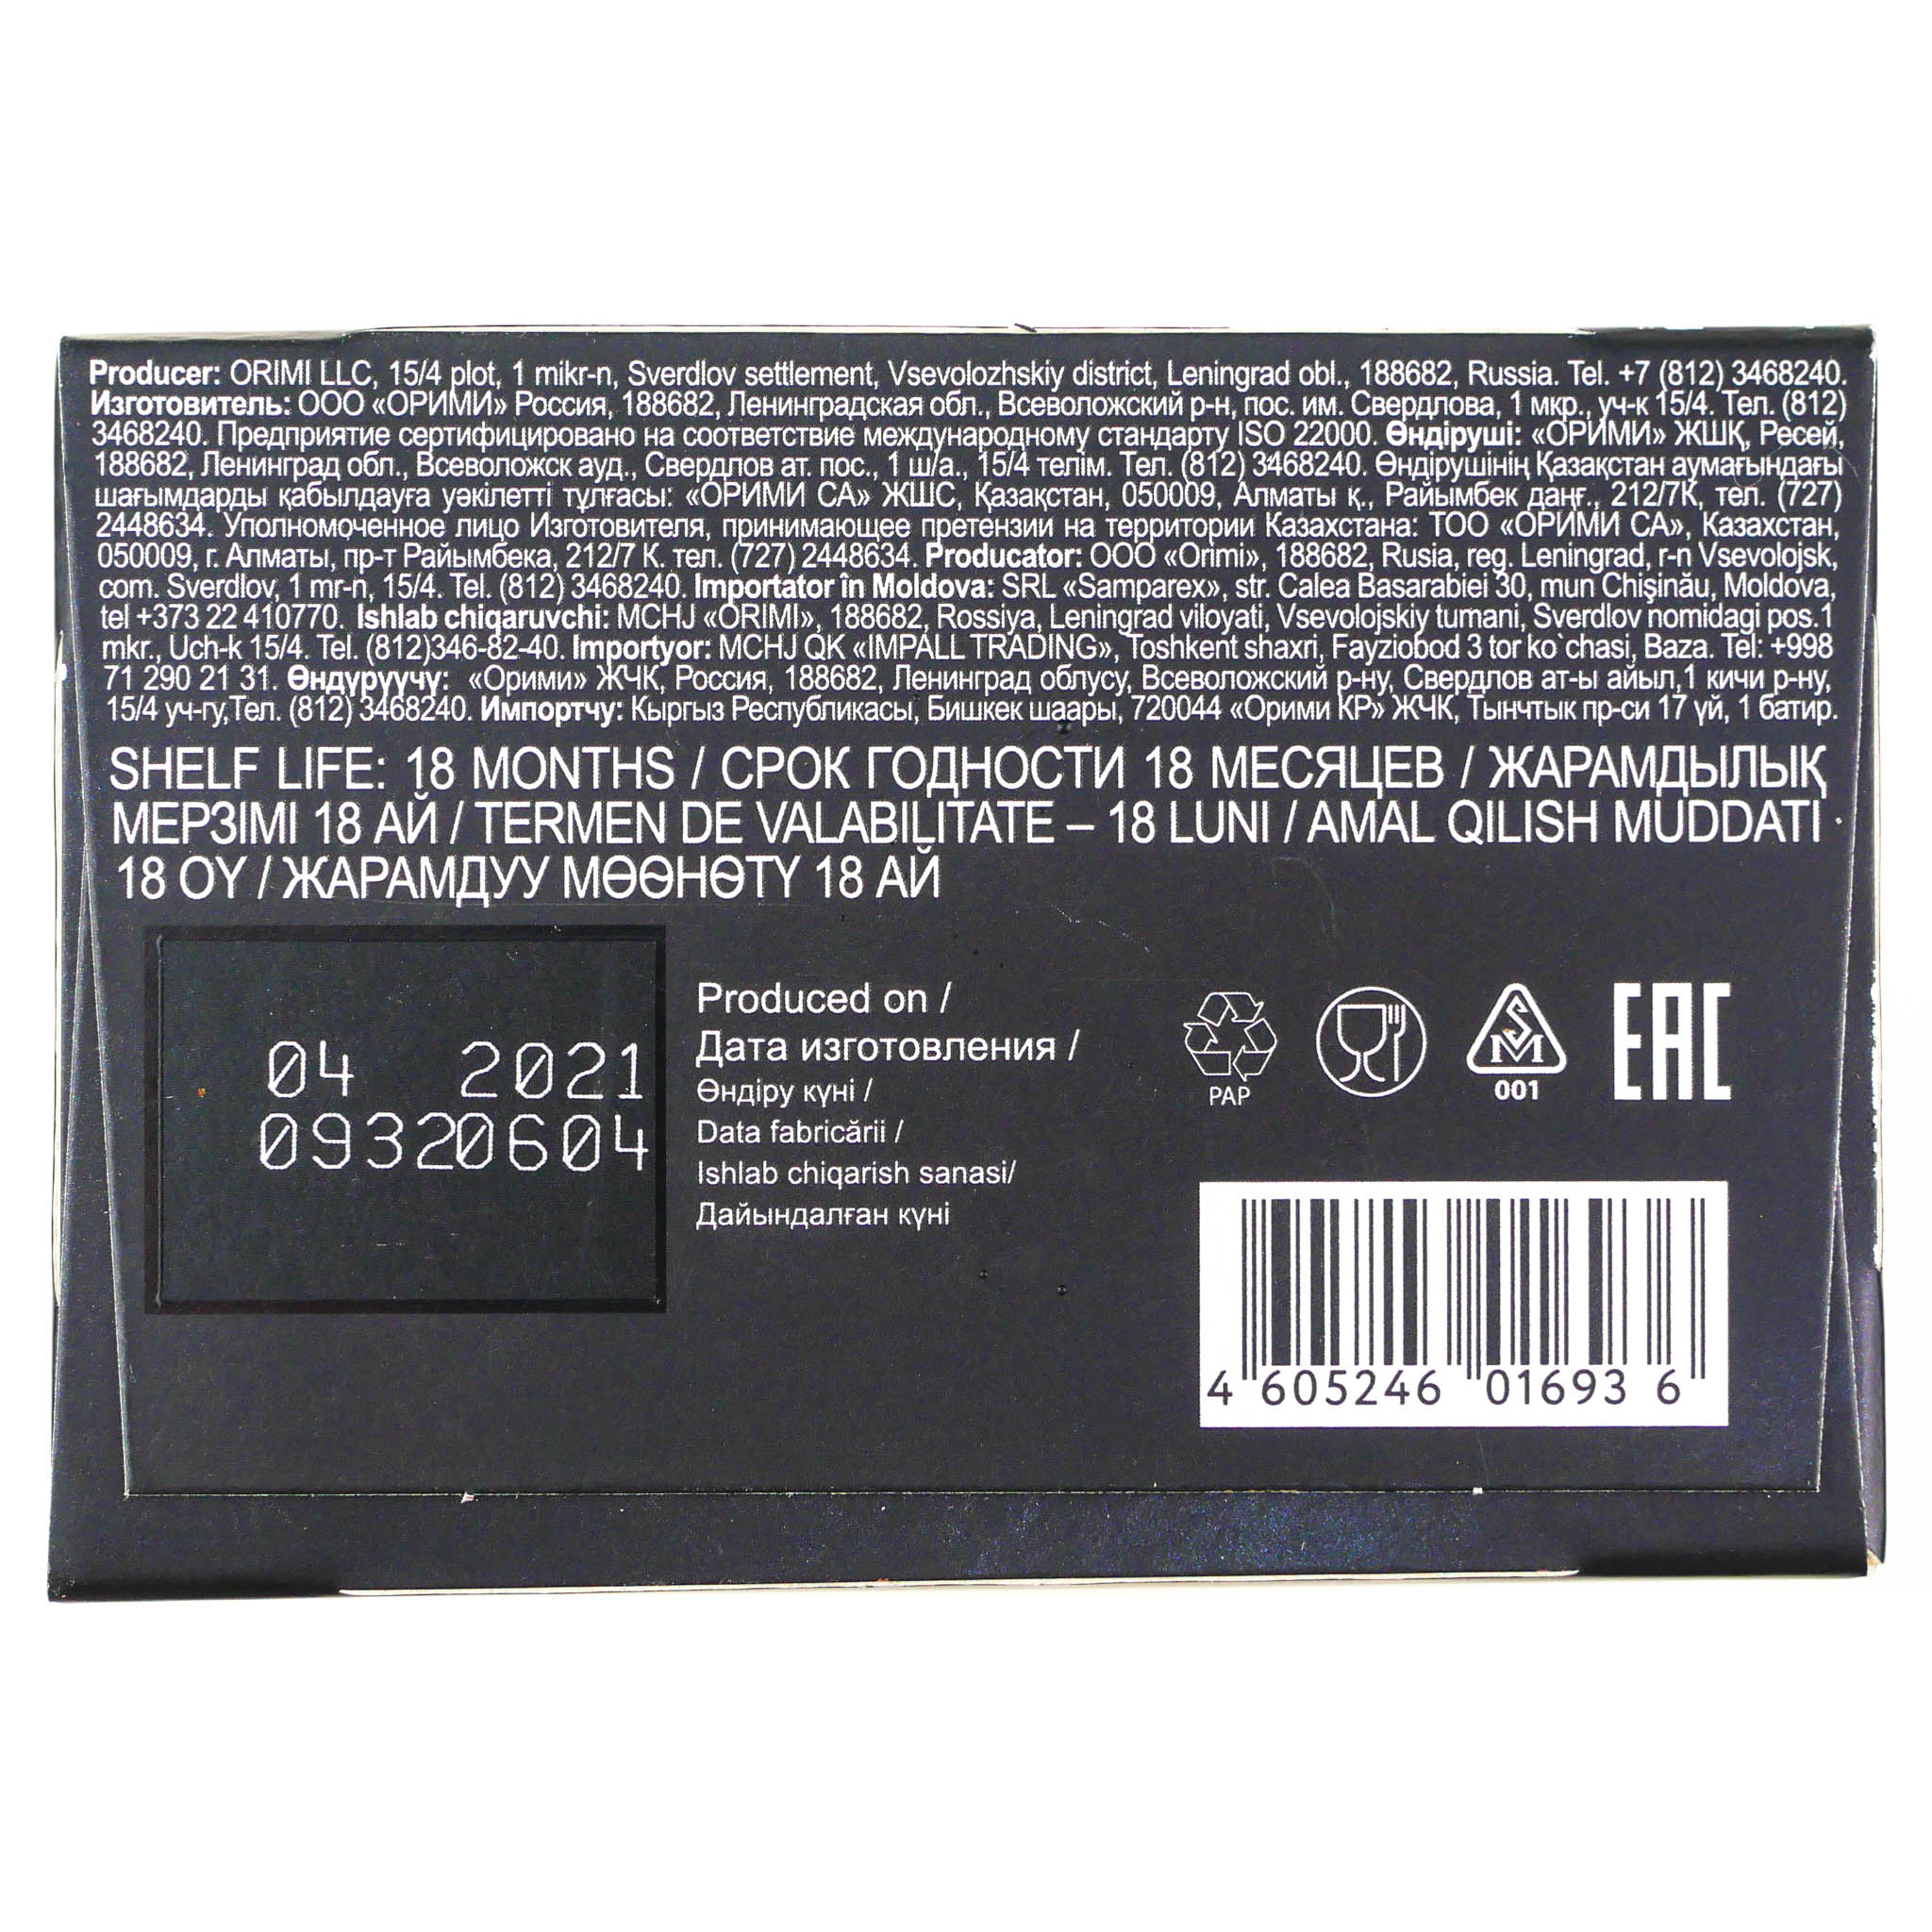 Producer: ORIMI LLC, 15/4 plot, 1 mikr-n, Sverdlov settlement, Vsevolozhskiy district, Leningrad obl., 188682, Russia. Tel. +7 (812) 3468240.
Изготовитель: ООО «ОРИМИ» Россия, 188682, Ленинградская обл., Всеволожский р-н, пос. им. Свердлова, 1 мкр., уч-к 15/4. Тел. (812)
3468240. Предприятие сертифицировано на соответствие международному стандарту ISO 22000. Өндіруші: «ОРИМИ» ЖШҚ, Ресей,
188682, Ленинград обл., Всеволожск ауд., Свердлов ат. пос., 1 ш/а., 15/4 телім. Тел. (812) 3468240. Өндірушінің Қазақстан аумағындағы
шағымдарды қабылдауға уәкілетті тұлғасы: «ОРИМИ СА» ЖШС, Қазақстан, 050009, Алматы қ., Райымбек даңғ., 212/7К, тел. (727)
2448634. Уполномоченное лицо Изготовителя, принимающее претензии на территории Казахстана: ТОО «ОРИМИ СА», Казахстан,
050009, г. Алматы, пр-т Райымбека, 212/7 К. тел. (727) 2448634. Producator: ООО «Orimi», 188682, Rusia, reg. Leningrad, r-n Vsevolojsk,
com. Sverdlov, 1 mr-n, 15/4. Tel. (812) 3468240. Importator în Moldova: SRL «Samparex», str. Calea Basarabiei 30, mun Chişinău, Moldova,
tel +373 22 410770. Ishlab chiqaruvchi: MCHJ «ORIMI», 188682, Rossiya, Leningrad viloyati, Vsevolojskiy tumani, Sverdlov nomidagi pos.1
mkr., Uch-k 15/4. Tel. (812)346-82-40. Importyor: MCHJ QK «IMPALL TRADING», Toshkent shaxri, Fayziobod 3 tor ko`chasi, Baza. Tel: +998
71 290 21 31. Өндүрүүчү: «Орими» ЖЧК, Россия, 188682, Ленинград облусу, Всеволожский р-ну, Свердлов ат-ы айыл,1 кичи р-ну,
15/4 уч-гу,Тел. (812) 3468240. Импортчу: Кыргыз Республикасы, Бишкек шаары, 720044 «Орими КР» ЖЧК, Тынчтык пр-си 17 үй, 1 батир.
SHELF LIFE: 18 MONTHS / СРОК ГОДНОСТИ 18 МЕСЯЦЕВ / ЖАРАМДЫЛЫҚ
МЕРЗІМІ 18 АЙ / TERMEN DE VALABILITATE – 18 LUNI / AMAL QILISH MUDDATI
18 OY / ЖАРАМДУУ МӨӨНӨТҮ 18 АЙ
04 2021
09320604
Produced on /
Дата изготовления /
Өндіру күні /
Data fabricării /
Ishlab chiqarish sanasi/
Дайындалған күні
PAP
SM
001
EAC
4 605246 01693 6